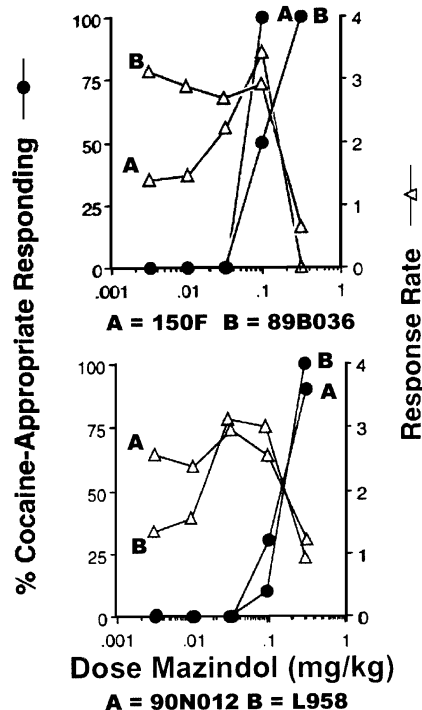 % Cocaine-Appropriate Responding
Response Rate
100
75
50
25
0
4
3
2
1
0
A B
B
A
.001 .01 .1 1
A = 150F B = 89B036
100
75
50
25
0
4
3
2
1
0
B
A
A
B
.001 .01 .1 1
Dose Mazindol (mg/kg)
A = 90N012 B = L958